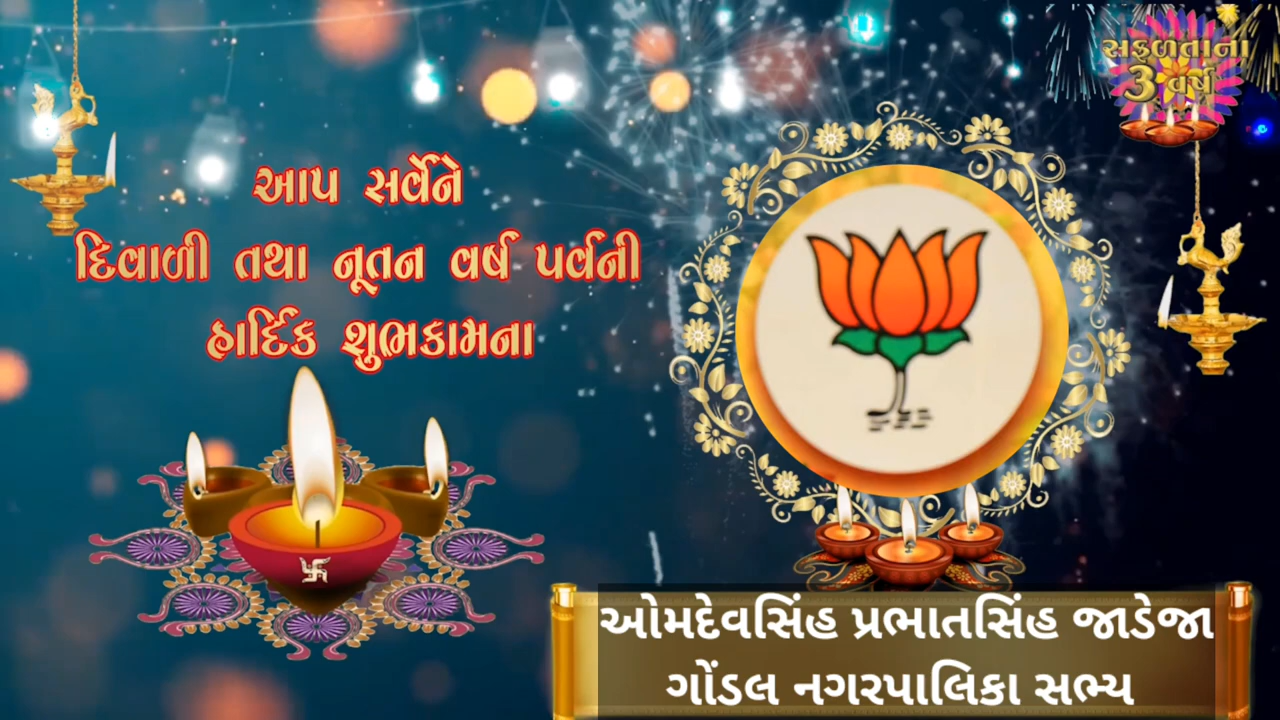 સફળતાના
3 વર્ષ
આપ સર્વેને
દિવાળી તથા નૂતન વર્ષ પર્વની
હાર્દિક શુભકામના
ઓમદેવસિંહ પ્રભાતસિંહ જાડેજા
ગોંડલ નગરપાલિકા સભ્ય